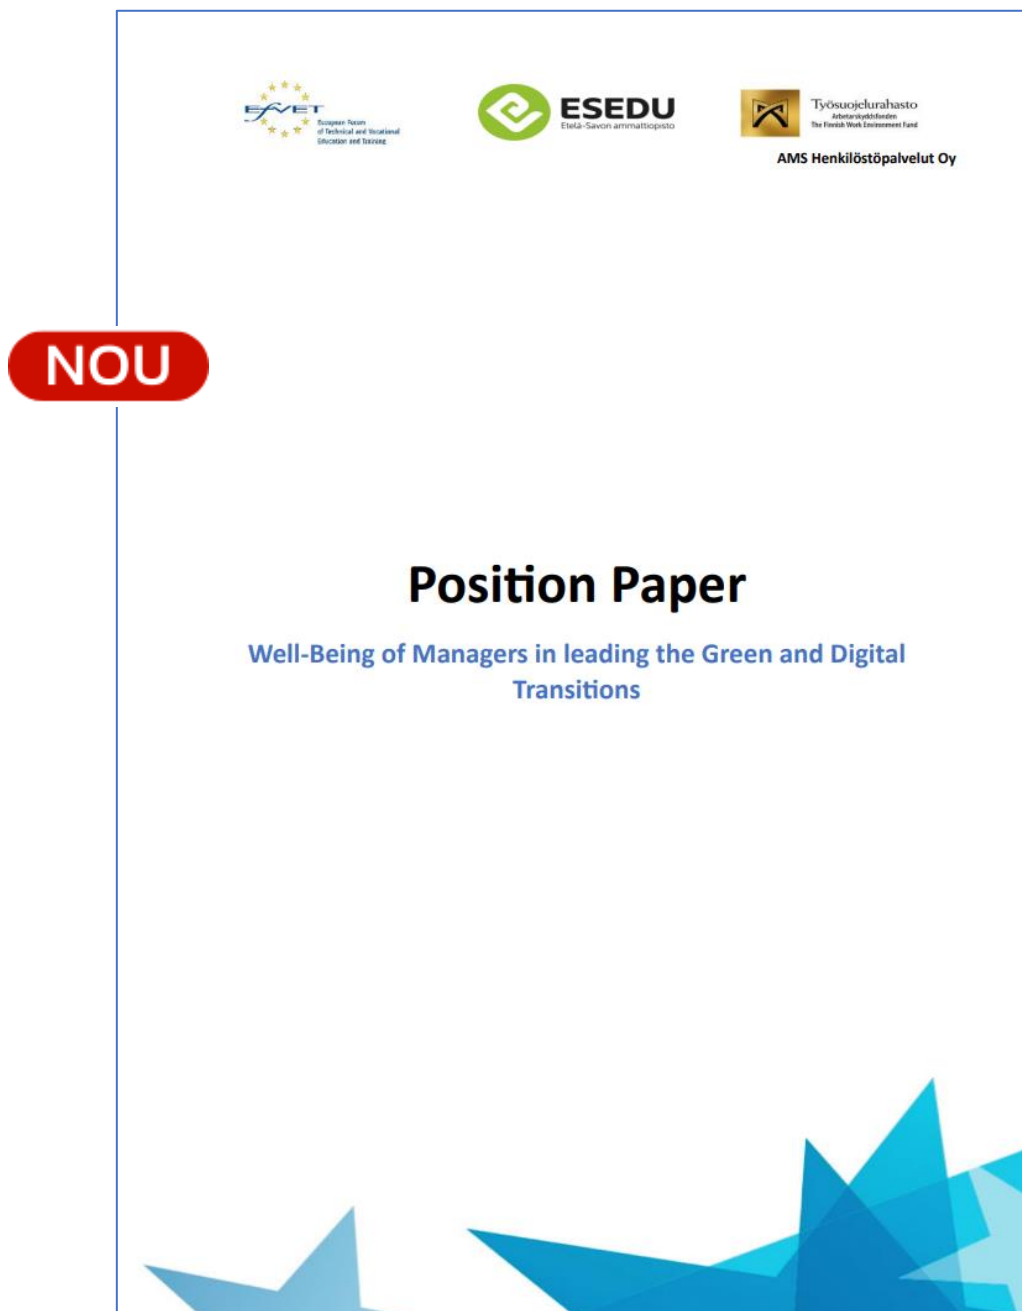 EfVET
European Forum
of Technical and Vocational
Education and Training
ESEDU
Etelä-Savon ammattiopisto
Työsuojelurahasto
Arbetarskyddsfonden
The Finnish Work Environment Fund
AMS Henkilöstöpalvelut Oy
NOU
Position Paper
Well-Being of Managers in leading the Green and Digital
Transitions